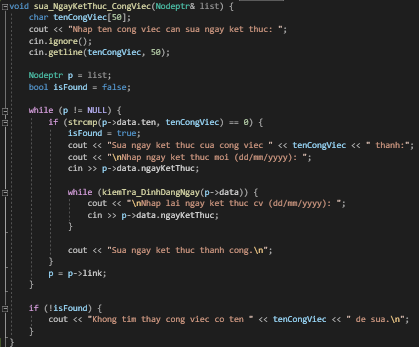 void sua_NgayKetThuc_CongViec(Nodeptr& list) {
char tenCongViec[50];
cout << "Nhap ten cong viec can sua ngay ket thuc: ";
cin.ignore();
cin.getline(tenCongViec, 50);
Nodeptr p = list;
bool isFound = false;
while (p != NULL) {
if (strcmp(p->data.ten, tenCongViec) == 0) {
isFound = true;
cout << "Sua ngay ket thuc cua cong viec " << tenCongViec << " thanh:";
cout << "\nNhap ngay ket thuc moi (dd/mm/yyyy): ";
cin >> p->data.ngayKetThuc;
while (kiemTra_DinhDangNgay(p->data)) {
cout << "\nNhap lai ngay ket thuc cv (dd/mm/yyyy): ";
cin >> p->data.ngayKetThuc;
}
cout << "Sua ngay ket thuc thanh cong.\n";
}
p = p->link;
}
if (!isFound) {
cout << "Khong tim thay cong viec co ten " << tenCongViec << " de sua.\n";
}
}